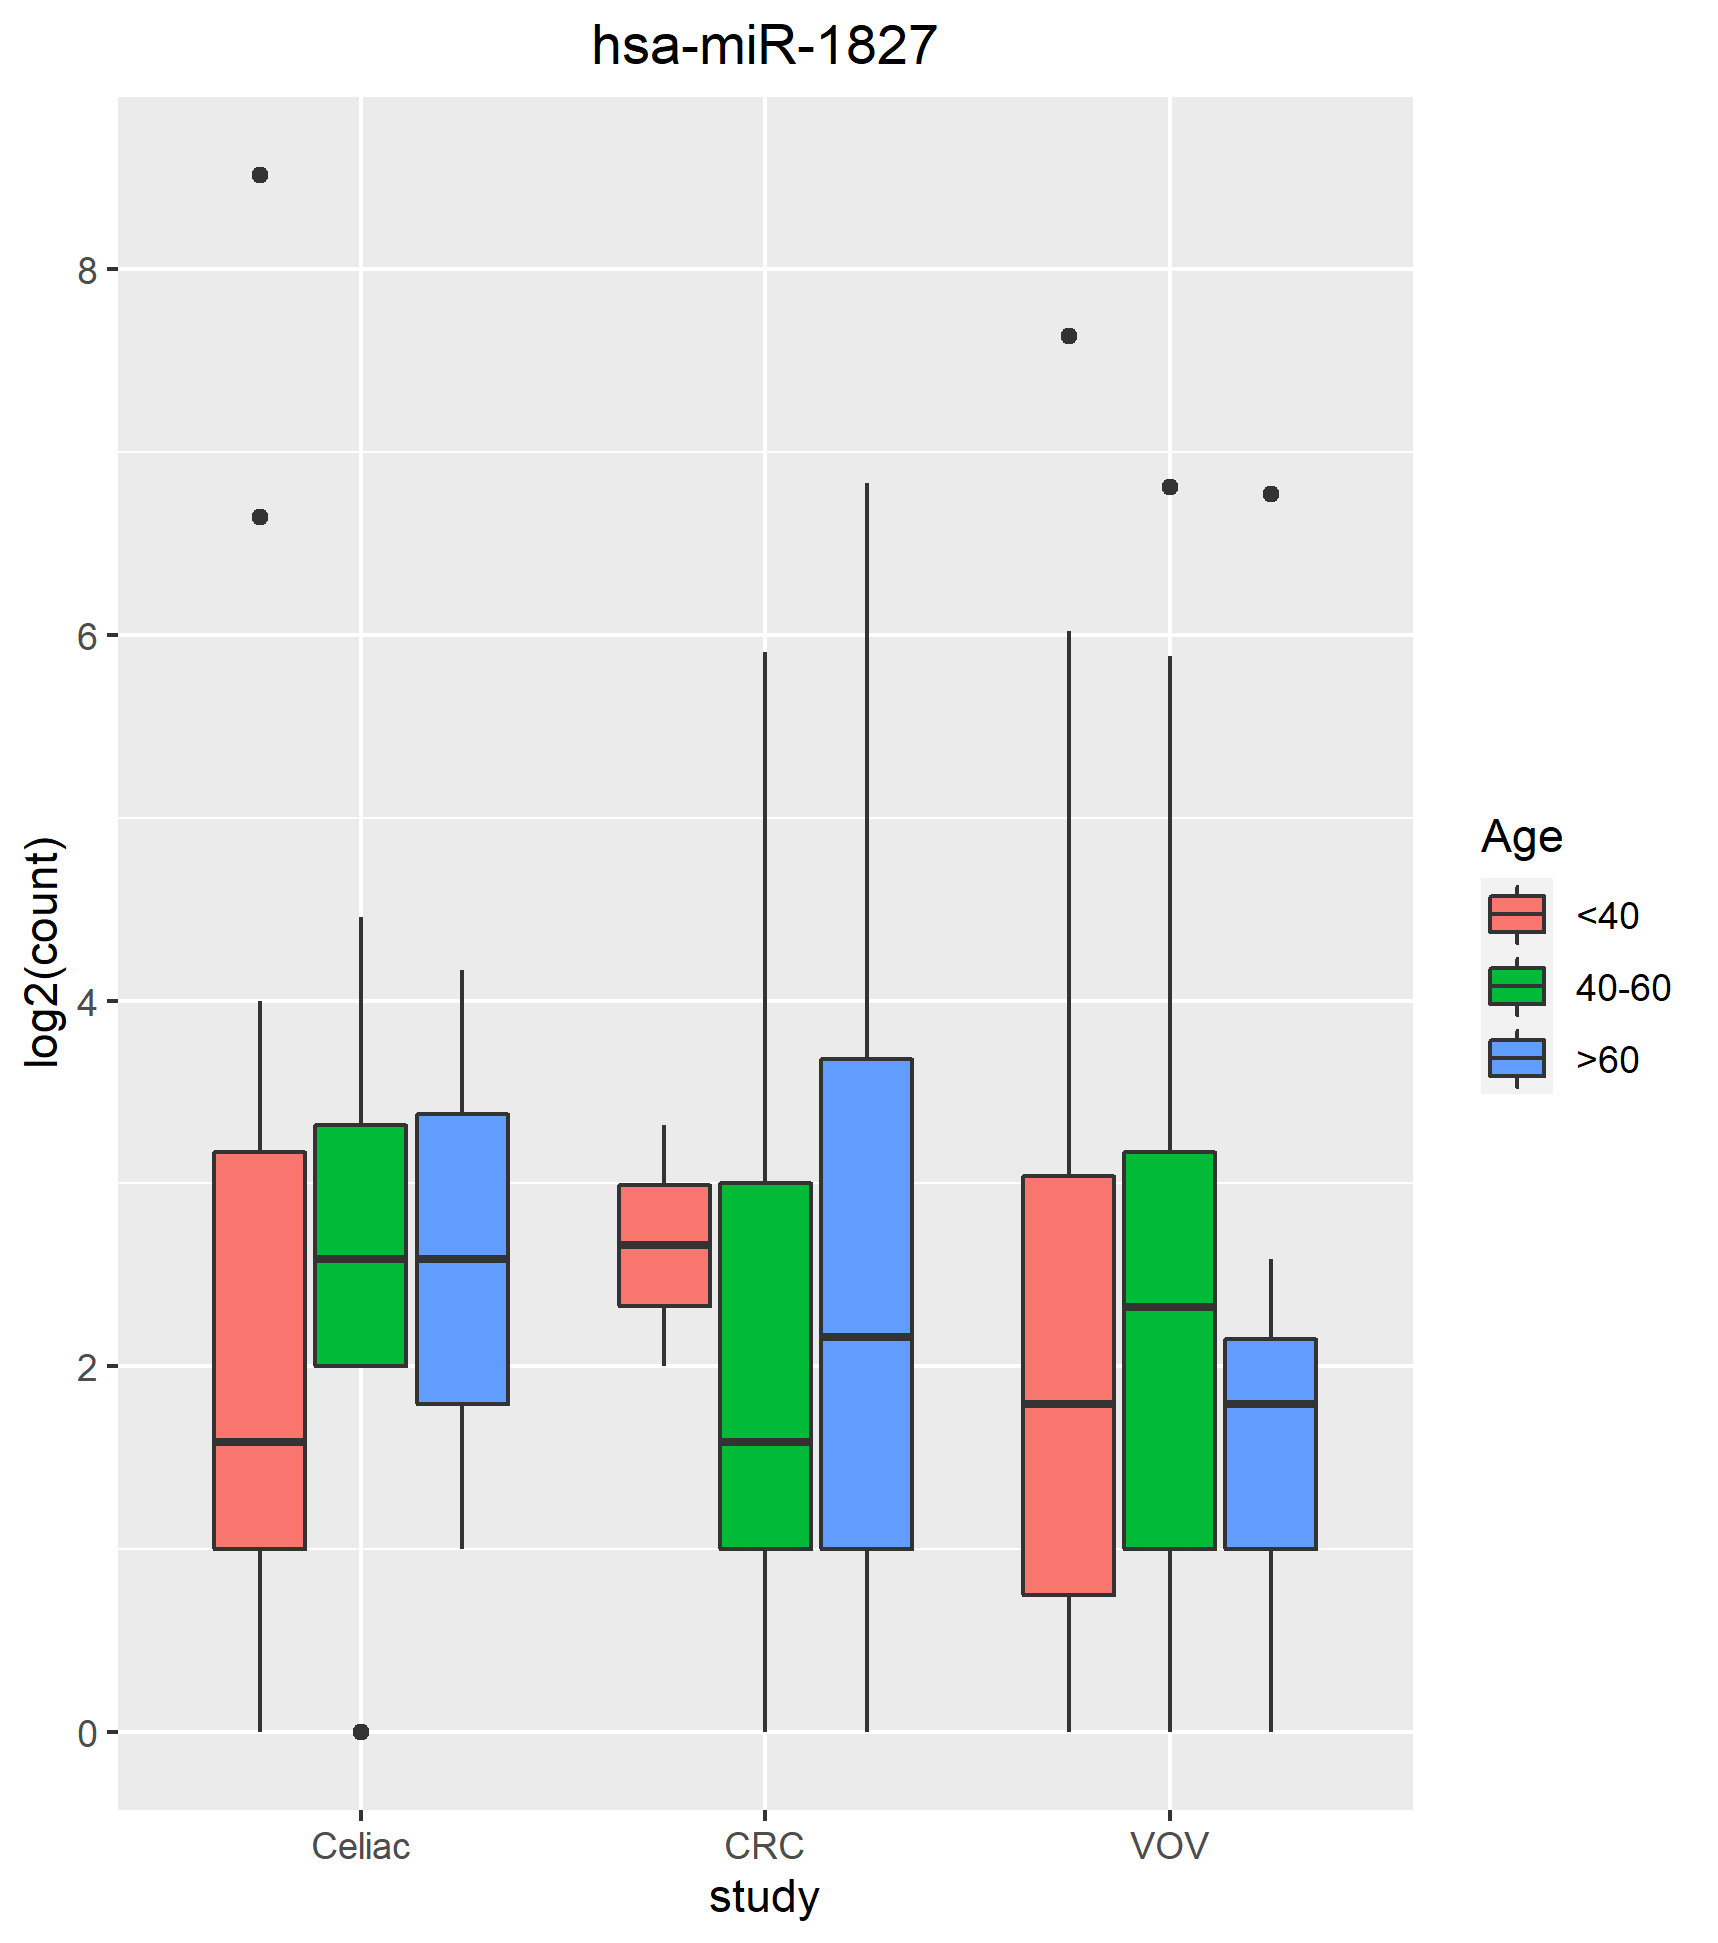 hsa-miR-1827
log2(count)
8
6
4
2
0
Celiac
CRC
VOV
study
Age
<40
40-60
>60